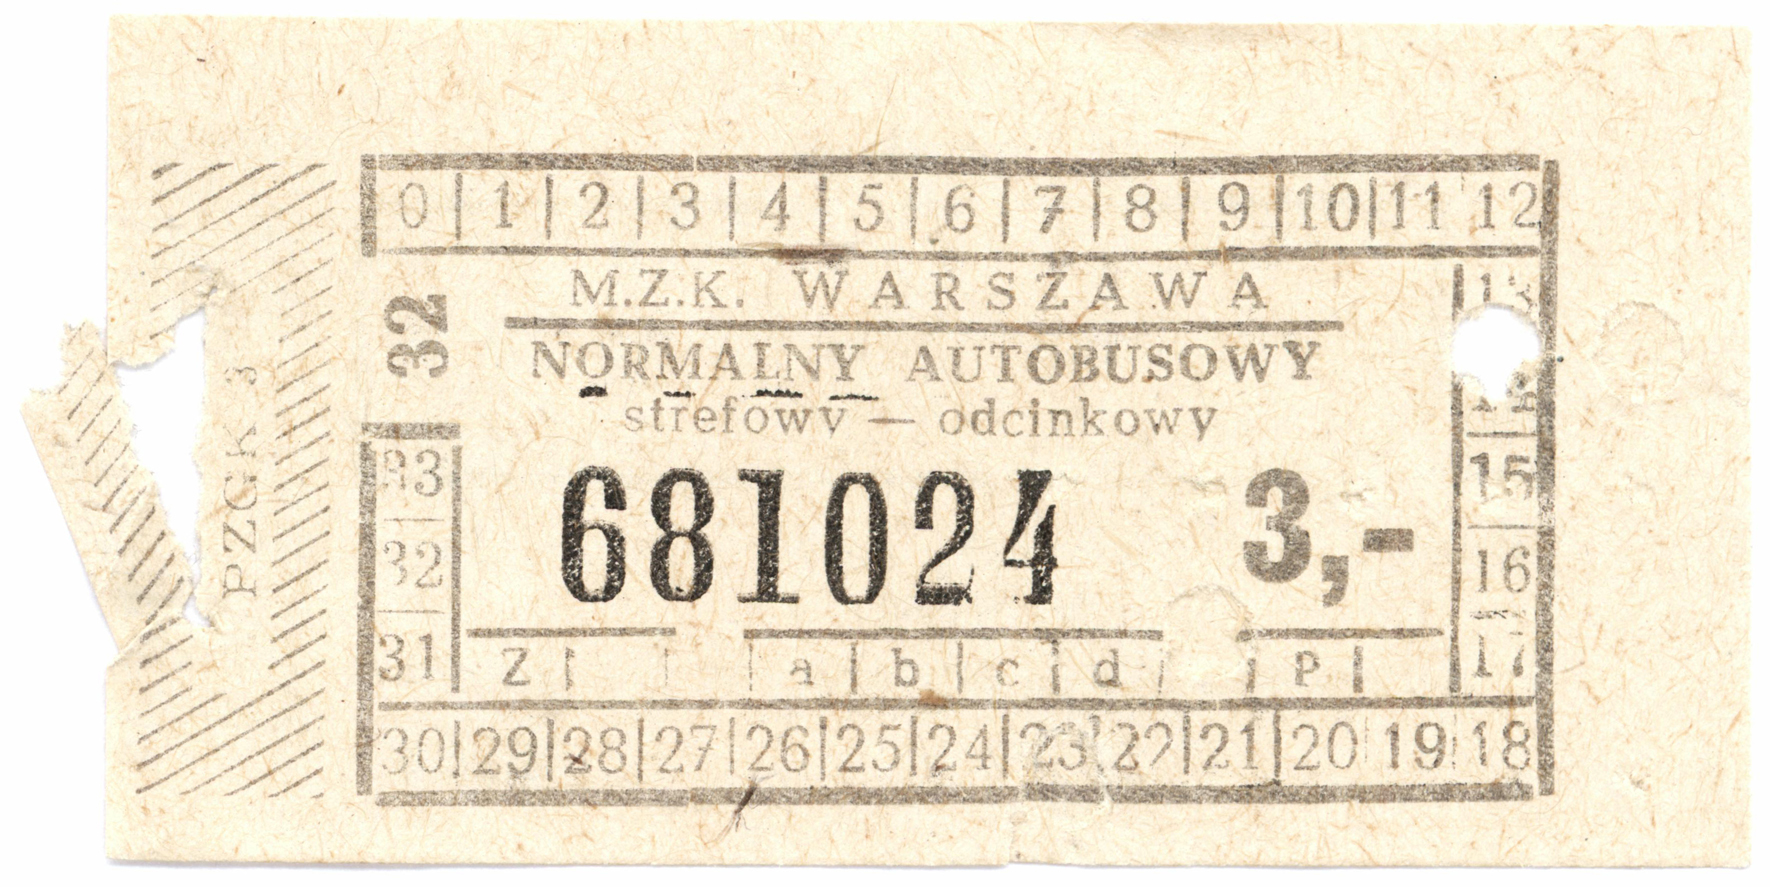 0 1 2 3 4 5 6 7 8 9 10 11 12
M.Z.K. WARSZAWA
32
NORMALNY AUTOBUSOWY
strefowy — odcinkowy
PZGK 3
681024 3,-
33
32
31
13
14
15
16
17
Z a b c d P
30 29 28 27 26 25 24 23 22 21 20 19 18